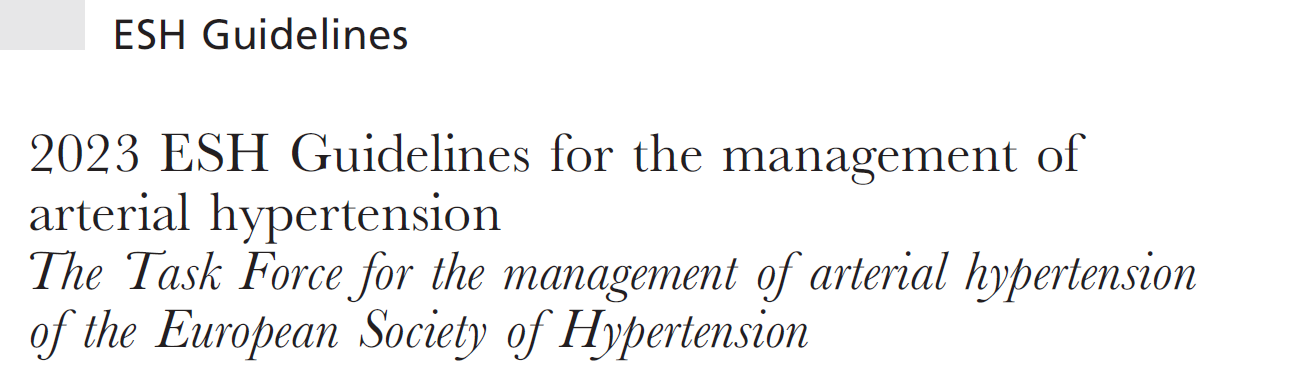 ESH Guidelines
2023 ESH Guidelines for the management of
arterial hypertension
The Task Force for the management of arterial hypertension
of the European Society of Hypertension